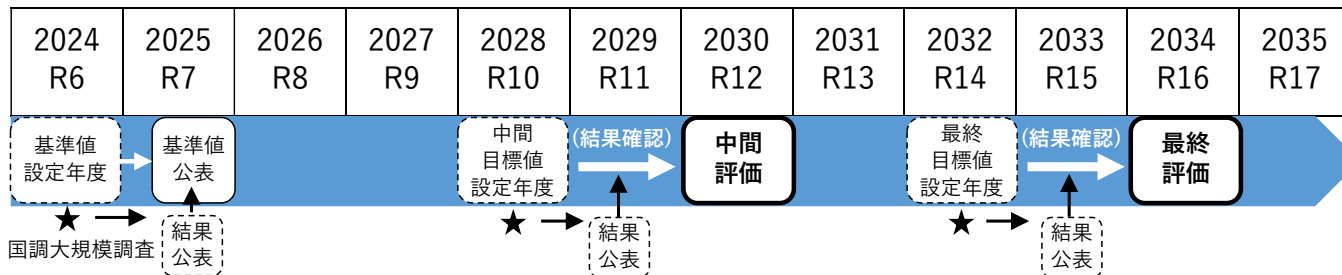 2024 2025 2026 2027 2028 2029 2030 2031 2032 2033 2034 2035
R6 R7 R8 R9 R10 R11 R12 R13 R14 R15 R16 R17
基準値
設定年度
基準値
公表
中間
目標値
設定年度
(結果確認)
中間
評価
最終
目標値
設定年度
(結果確認)
最終
評価
★
国調大規模調査
結果
公表
★
結果
公表
★
結果
公表